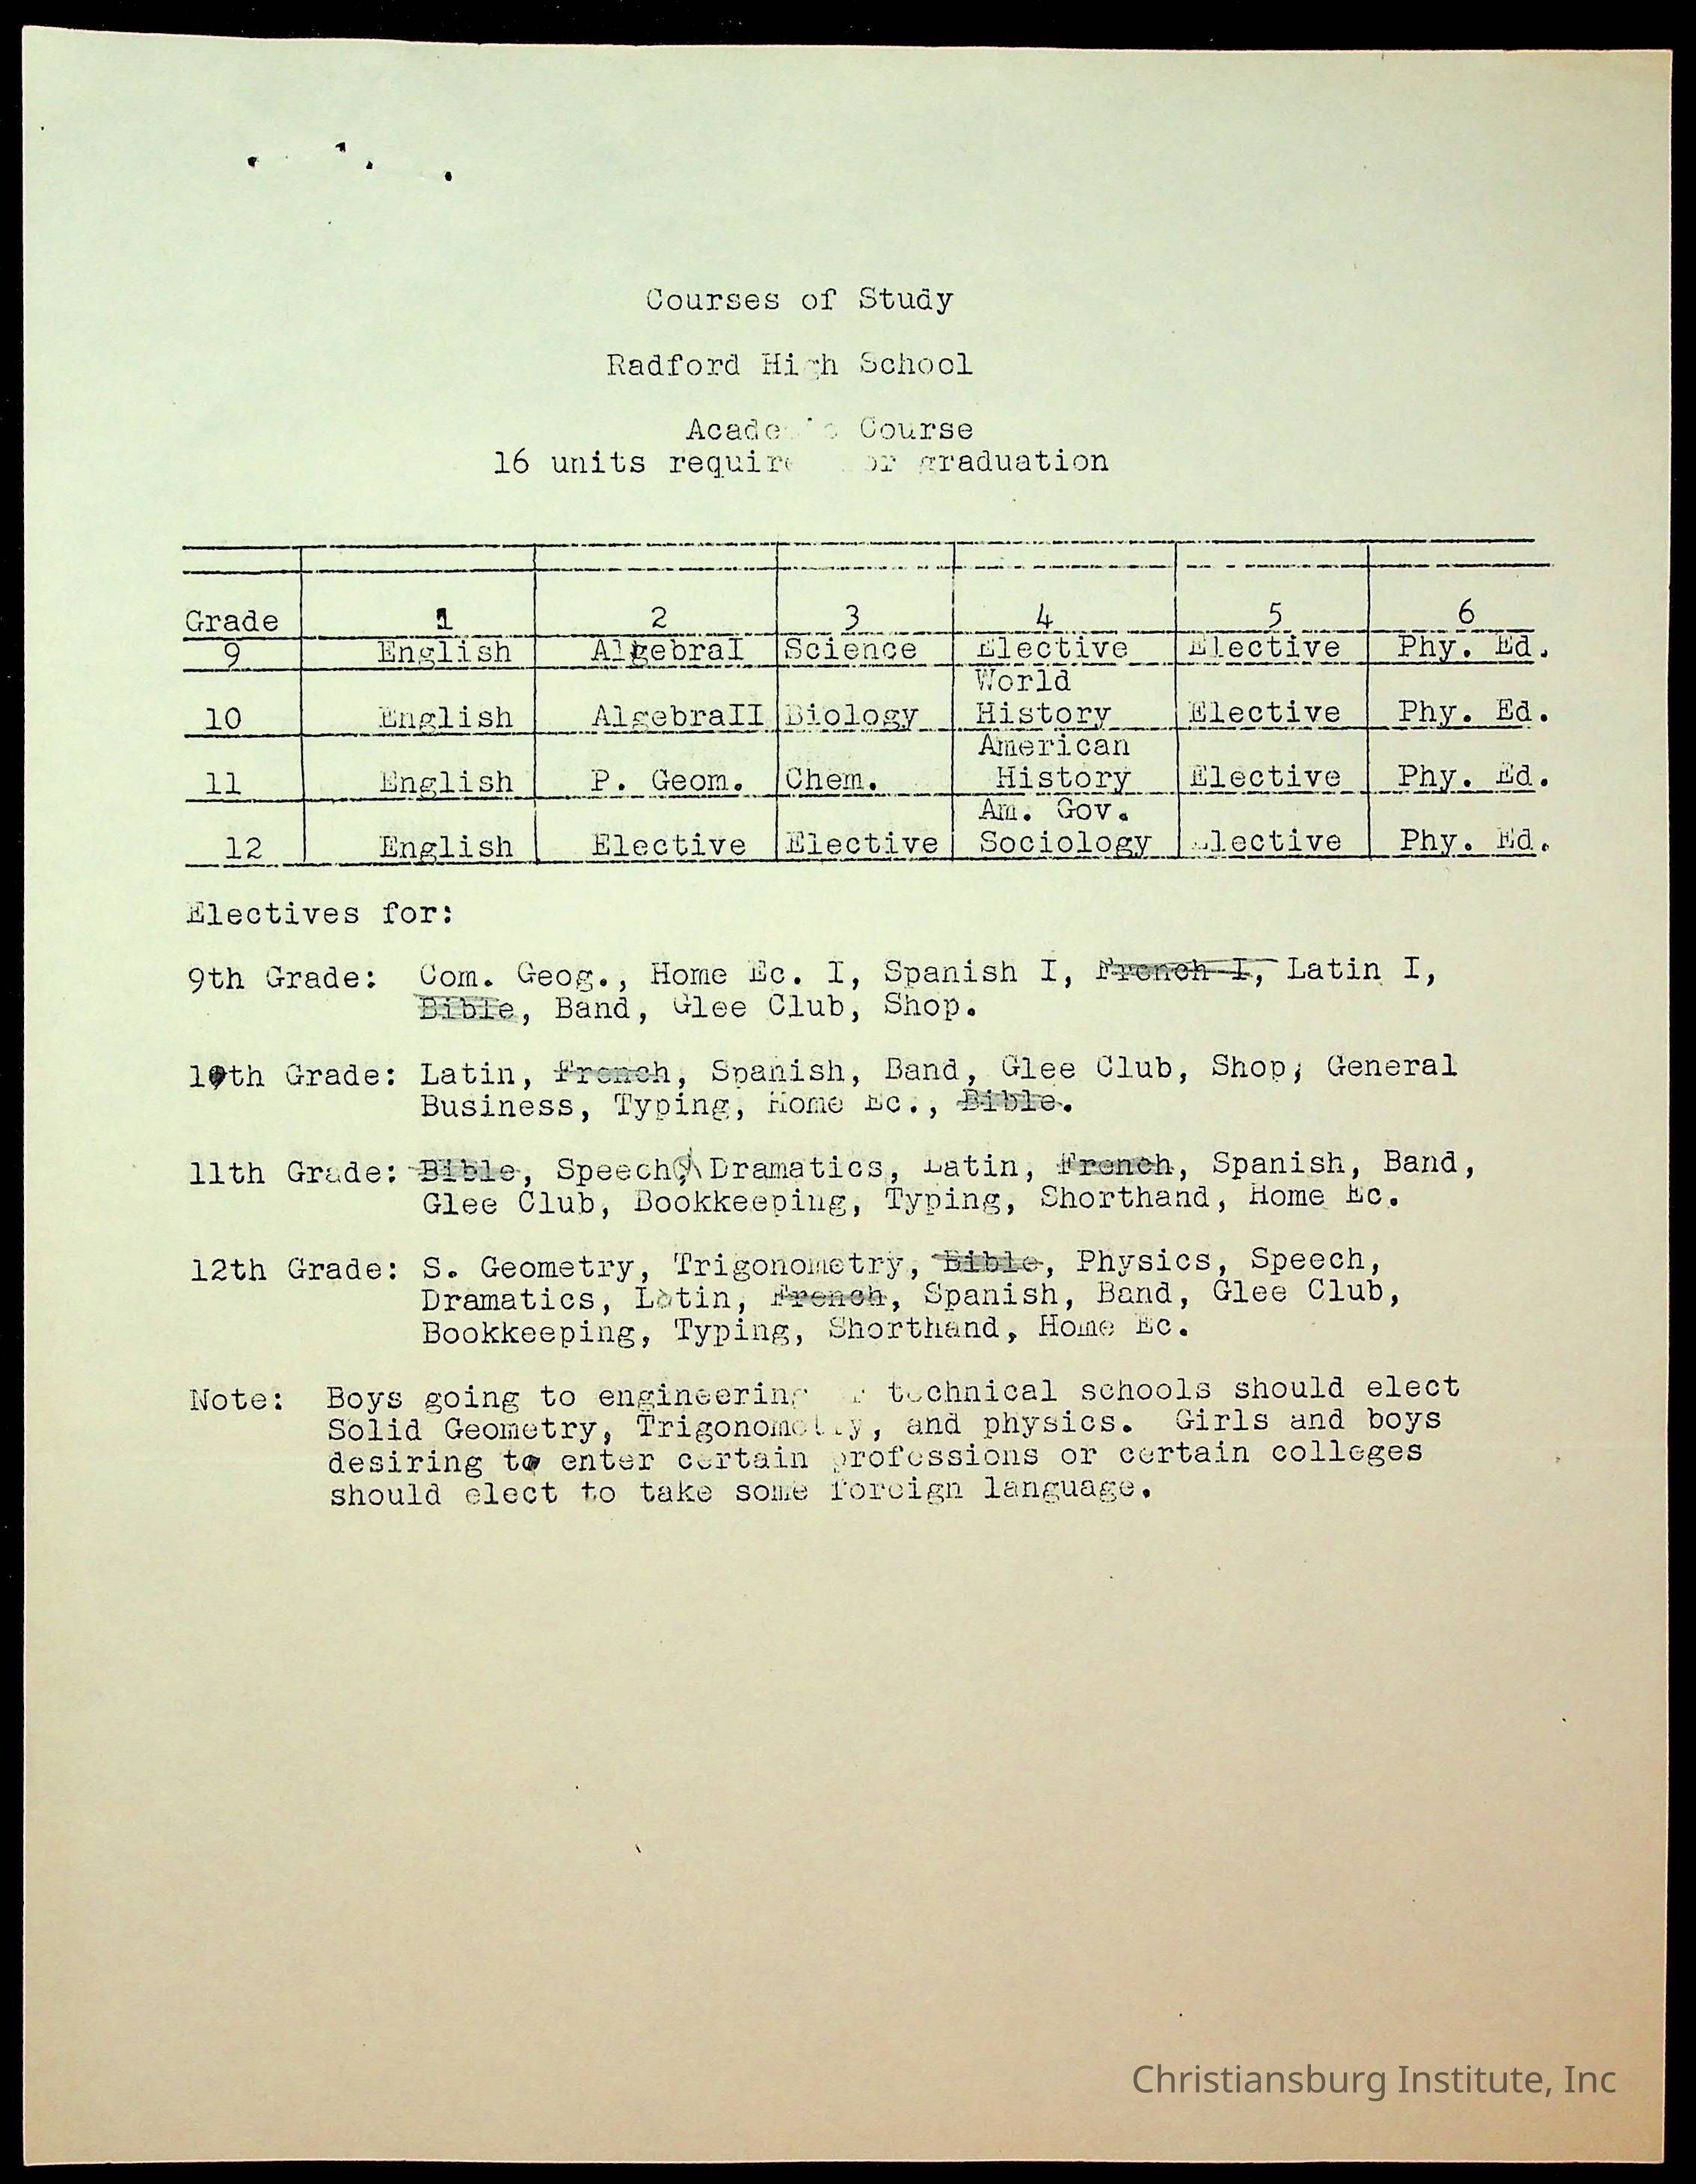 Courses of Study
Radford High School
Academic Course
16 units required for graduation
Grade 1 2 3 4 5 6
9 English AlgebraI Science Elective Elective Phy. Ed.
World
10 English AlgebraII Biology History Elective Phy. Ed.
American
11 English P. Geom. Chem. History Elective Phy. Ed.
Am. Gov.
12 English Elective Elective Sociology Elective Phy. Ed.
Electives for:
9th Grade: Com. Geog., Home Ec. I, Spanish I, French I, Latin I,
Bible, Band, Glee Club, Shop.
10th Grade: Latin, French, Spanish, Band, Glee Club, Shop, General
Business, Typing, Home Ec., Bible.
11th Grade: Bible, Speech, Dramatics, Latin, French, Spanish, Band,
Glee Club, Bookkeeping, Typing, Shorthand, Home Ec.
12th Grade: S. Geometry, Trigonometry, Bible, Physics, Speech,
Dramatics, Latin, French, Spanish, Band, Glee Club,
Bookkeeping, Typing, Shorthand, Home Ec.
Note: Boys going to engineering or technical schools should elect
Solid Geometry, Trigonometry, and physics. Girls and boys
desiring to enter certain professions or certain colleges
should elect to take some foreign language.
Christiansburg Institute, Inc